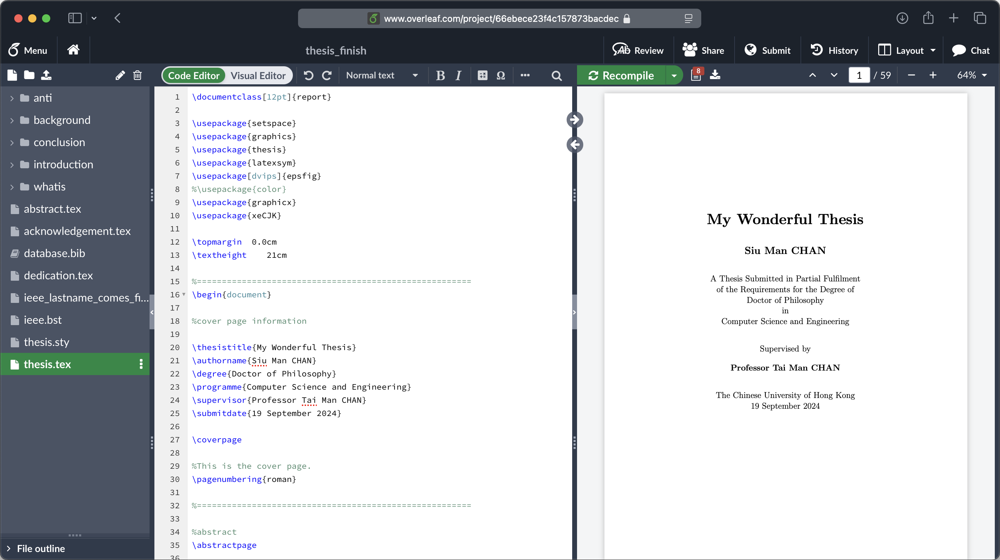 www.overleaf.com/project/66ebece23f4c157873bacdec
Menu
thesis_finish
Review
Share
Submit
History
Layout
Chat
Code Editor
Visual Editor
Normal text
B I
Ω
Recompile
8
1 / 59
64%
anti
background
conclusion
introduction
whatis
abstract.tex
acknowledgement.tex
database.bib
dedication.tex
ieee_lastname_comes_fi...
ieee.bst
thesis.sty
thesis.tex
File outline
1 \documentclass[12pt]{report}
2
3 \usepackage{setspace}
4 \usepackage{graphics}
5 \usepackage{thesis}
6 \usepackage{latexsym}
7 \usepackage[dvips]{epsfig}
8 %\usepackage{color}
9 \usepackage{graphicx}
10 \usepackage{xeCJK}
11
12 \topmargin 0.0cm
13 \textheight 21cm
14
15 %=======================================================
16 \begin{document}
17
18 %cover page information
19
20 \thesistitle{My Wonderful Thesis}
21 \authorname{Siu Man CHAN}
22 \degree{Doctor of Philosophy}
23 \programme{Computer Science and Engineering}
24 \supervisor{Professor Tai Man CHAN}
25 \submitdate{19 September 2024}
26
27 \coverpage
28
29 %This is the cover page.
30 \pagenumbering{roman}
31
32 %=======================================================
33
34 %abstract
35 \abstractpage
36
My Wonderful Thesis
Siu Man CHAN
A Thesis Submitted in Partial Fulfilment
of the Requirements for the Degree of
Doctor of Philosophy
in
Computer Science and Engineering
Supervised by
Professor Tai Man CHAN
The Chinese University of Hong Kong
19 September 2024